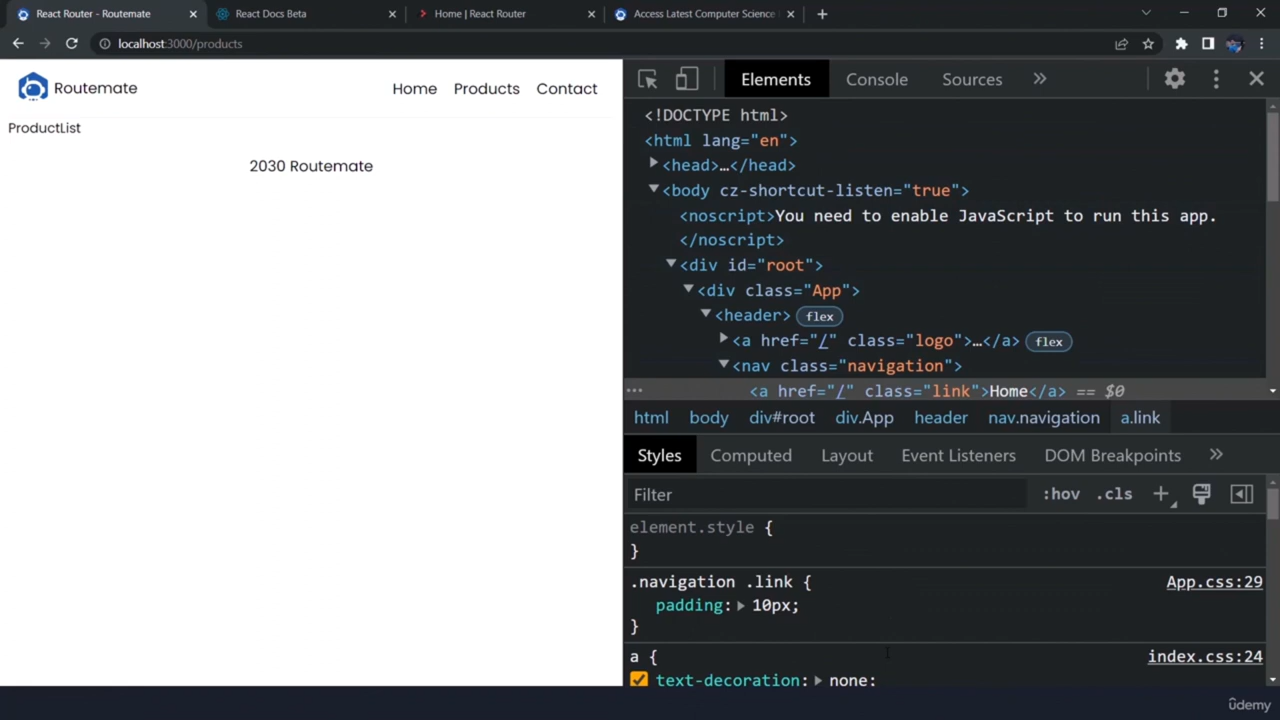 React Router - Routemate
React Docs Beta
Home | React Router
Access Latest Computer Science
localhost:3000/products
Routemate
Home
Products
Contact
ProductList
2030 Routemate
Elements
Console
Sources
<!DOCTYPE html>
<html lang="en">
<head>…</head>
<body cz-shortcut-listen="true">
<noscript>You need to enable JavaScript to run this app.
</noscript>
<div id="root">
<div class="App">
<header> flex
<a href="/" class="logo">…</a> flex
<nav class="navigation">
<a href="/" class="link">Home</a> == $0
html body div#root div.App header nav.navigation a.link
Styles Computed Layout Event Listeners DOM Breakpoints
Filter
:hov .cls
element.style {
}
.navigation .link {
App.css:29
padding: 10px;
}
a {
index.css:24
text-decoration: none;
ûdemy